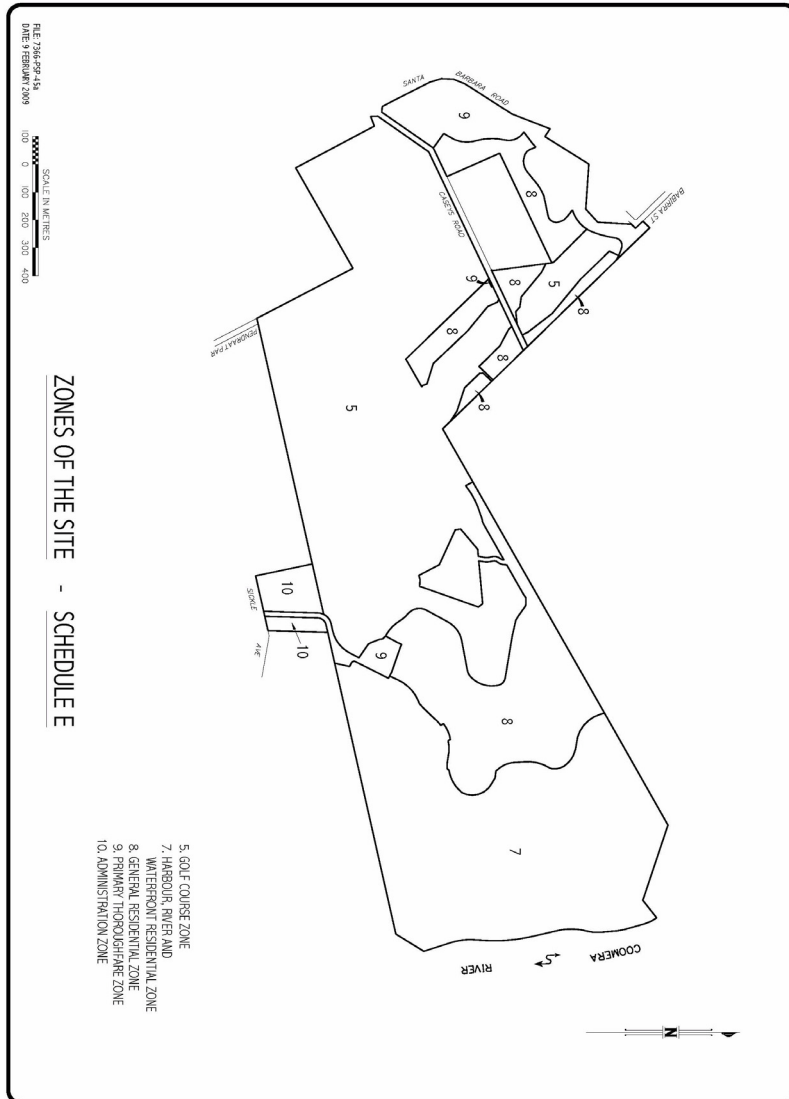 N
BABIRRA ST
COOMERA
RIVER
SANTA
BARBARA ROAD
CASEYS ROAD
9
8
5
8
8
9
8
8
8
5
8
7
9
10
10
SICKLE
AVE
PENDRAAT PAR
5. GOLF COURSE ZONE
7. HARBOUR, RIVER AND
WATERFRONT RESIDENTIAL ZONE
8. GENERAL RESIDENTIAL ZONE
9. PRIMARY THOROUGHFARE ZONE
10. ADMINISTRATION ZONE
ZONES OF THE SITE - SCHEDULE E
SCALE IN METRES
100 0 100 200 300 400
FILE: 7366-PSP-45a
DATE: 9 FEBRUARY 2009